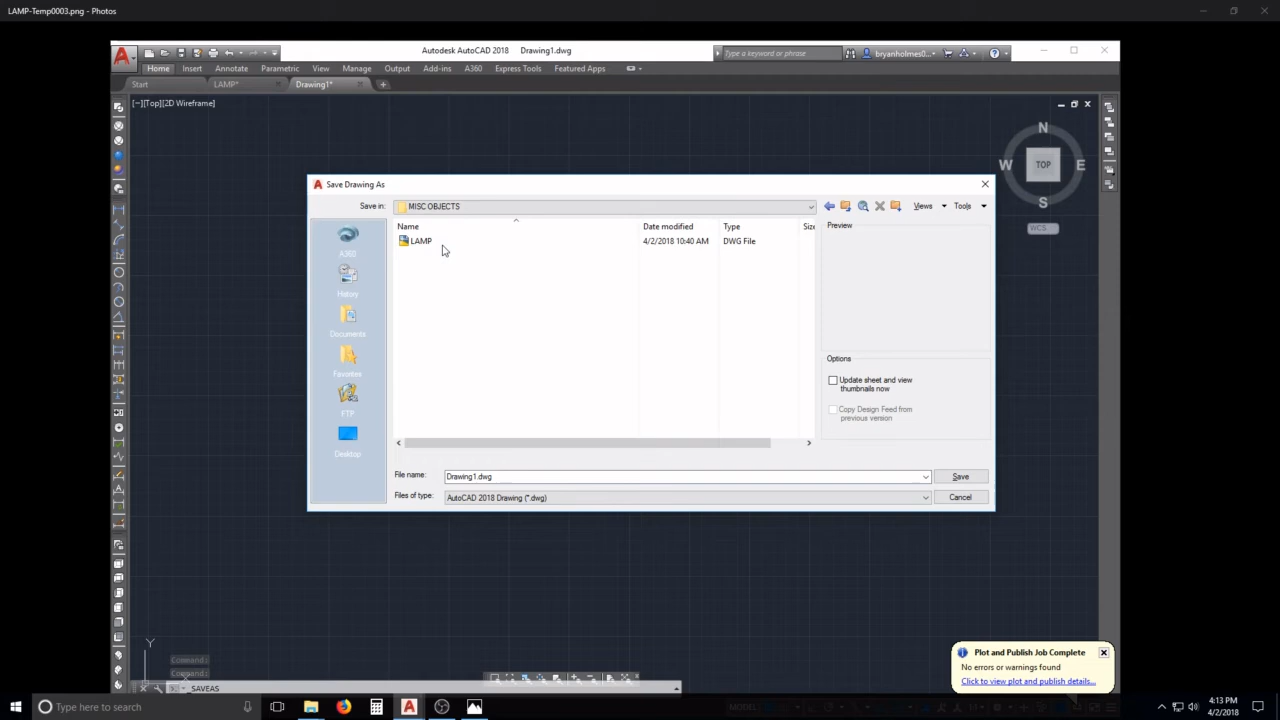 LAMP-Temp0003.png - Photos
Autodesk AutoCAD 2018 Drawing1.dwg
Type a keyword or phrase
bryanholmes0...
Home Insert Annotate Parametric View Manage Output Add-ins A360 Express Tools Featured Apps
Start LAMP* Drawing1*
[−][Top][2D Wireframe]
N
W TOP E
S
WCS
Save Drawing As
Save in: MISC OBJECTS
Views Tools
Name Date modified Type Size
LAMP 4/2/2018 10:40 AM DWG File
Preview
A360
History
Documents
Favorites
FTP
Desktop
Options
Update sheet and view
thumbnails now
Copy Design Feed from
previous version
File name: Drawing1.dwg Save
Files of type: AutoCAD 2018 Drawing (*.dwg) Cancel
Y
Command:
Command:
_SAVEAS
Plot and Publish Job Complete
No errors or warnings found
Click to view plot and publish details...
Type here to search
MODEL
1:1
4:13 PM
4/2/2018